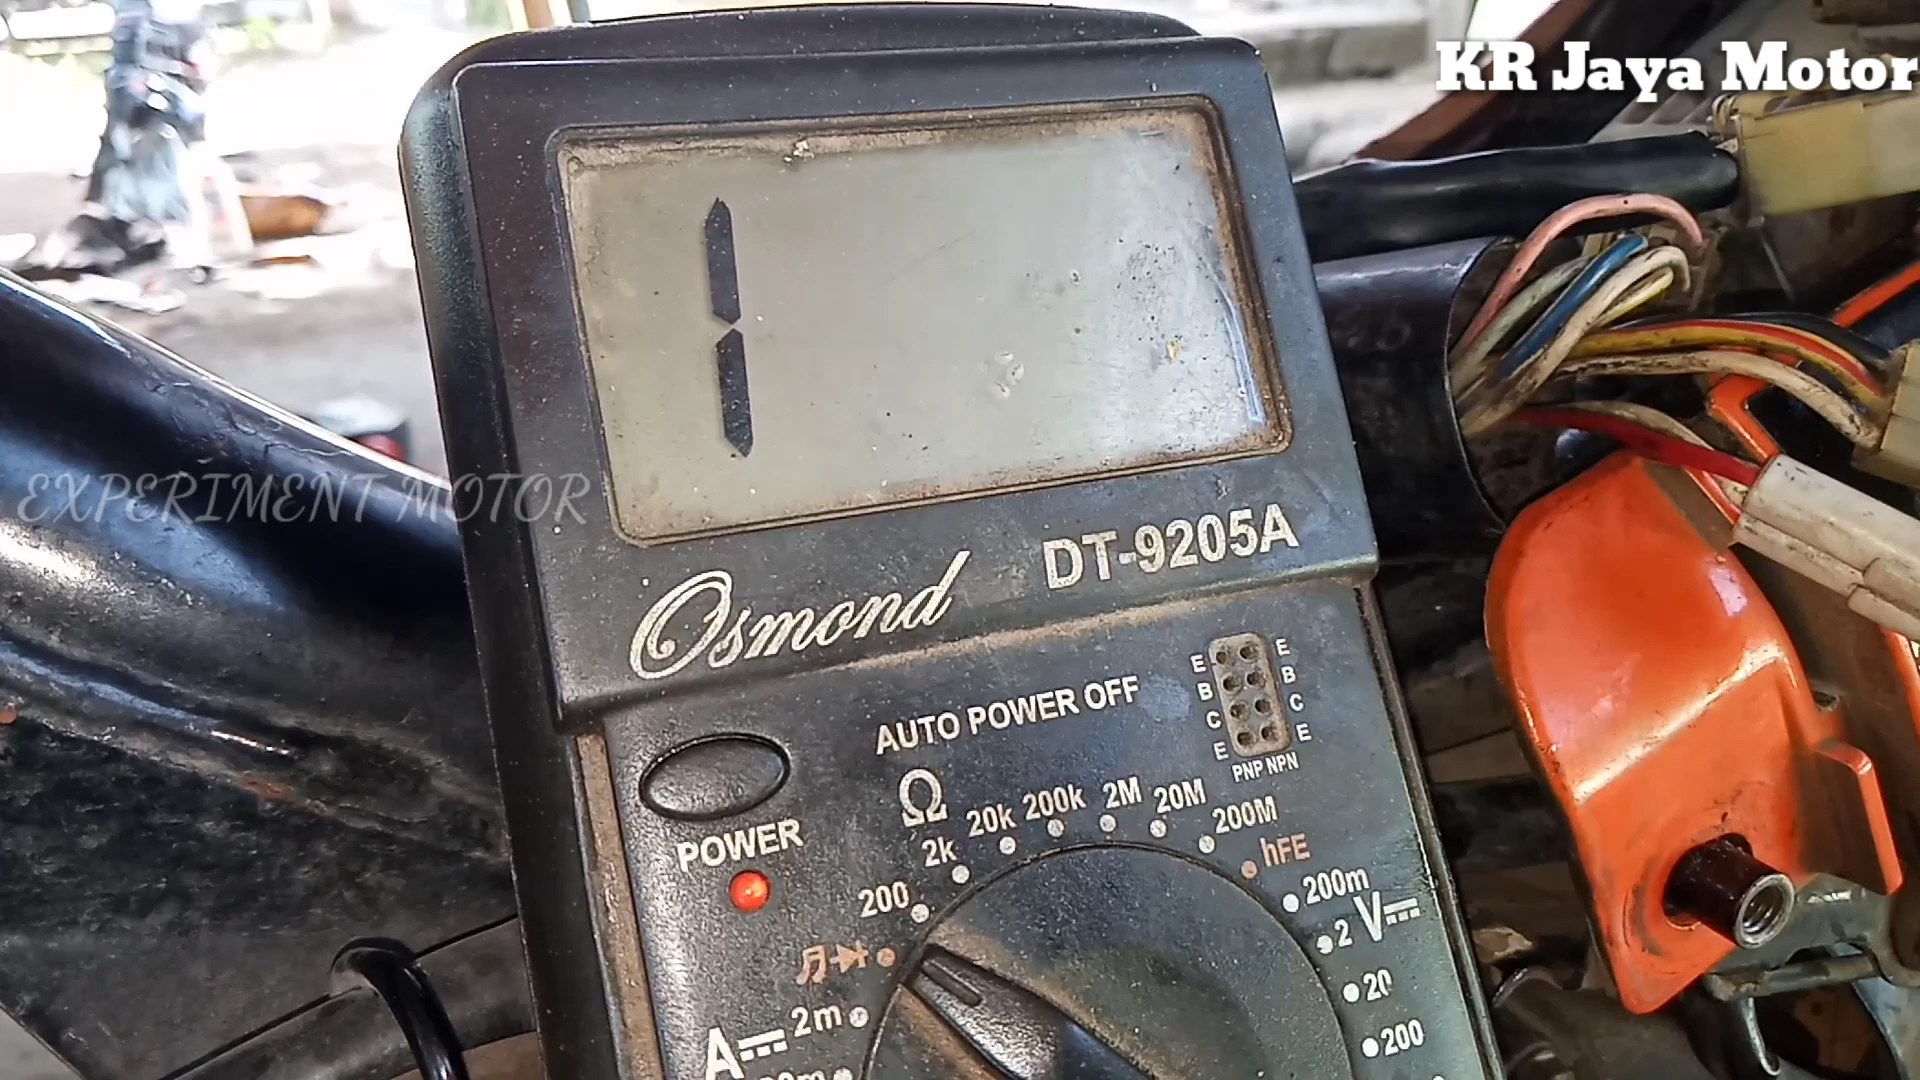 KR Jaya Motor
1
EXPERIMENT MOTOR
Osmond DT-9205A
AUTO POWER OFF
E E
B B
C C
E E
PNP NPN
POWER
Ω
200 2k 20k 200k 2M 20M 200M
hFE
200m
2 V
20
200
A 2m